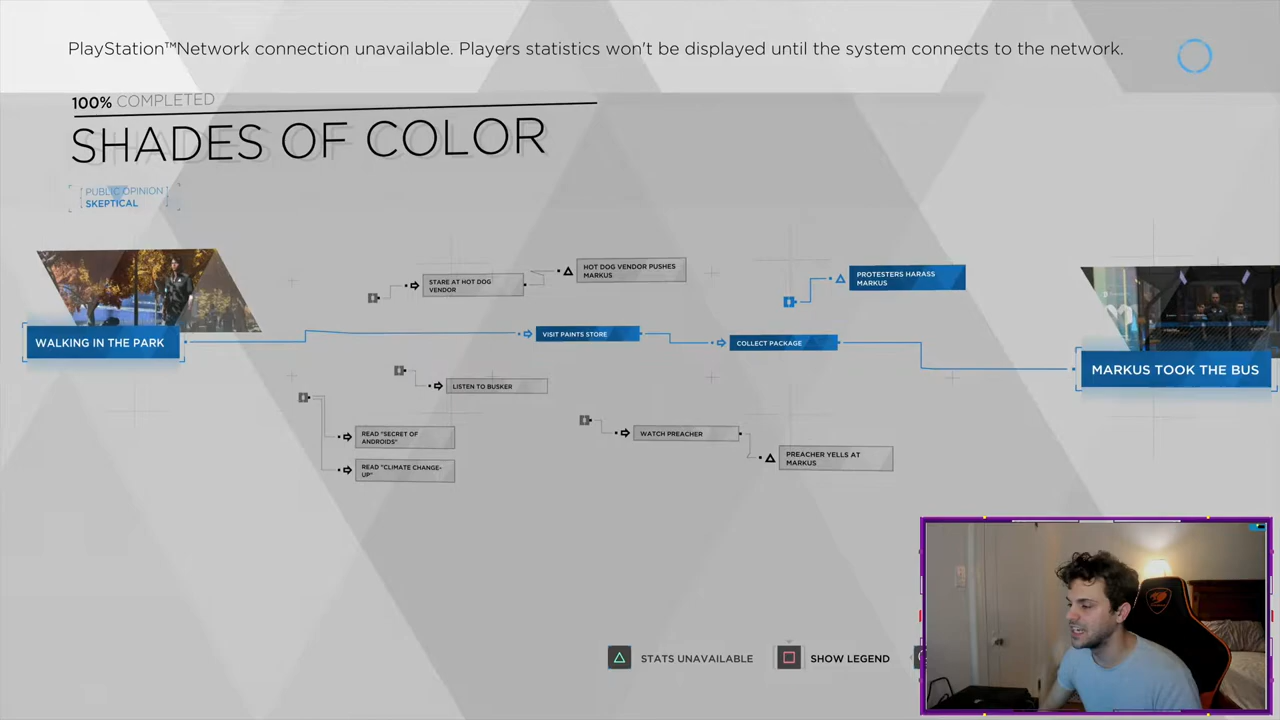 PlayStation™Network connection unavailable. Players statistics won't be displayed until the system connects to the network.
100% COMPLETED
SHADES OF COLOR
PUBLIC OPINION
SKEPTICAL
HOT DOG VENDOR PUSHES
MARKUS
STARE AT HOT DOG
VENDOR
PROTESTERS HARASS
MARKUS
WALKING IN THE PARK
VISIT PAINTS STORE
COLLECT PACKAGE
MARKUS TOOK THE BUS
LISTEN TO BUSKER
READ "SECRET OF
ANDROIDS"
WATCH PREACHER
PREACHER YELLS AT
MARKUS
READ "CLIMATE CHANGE-
UP"
STATS UNAVAILABLE
SHOW LEGEND